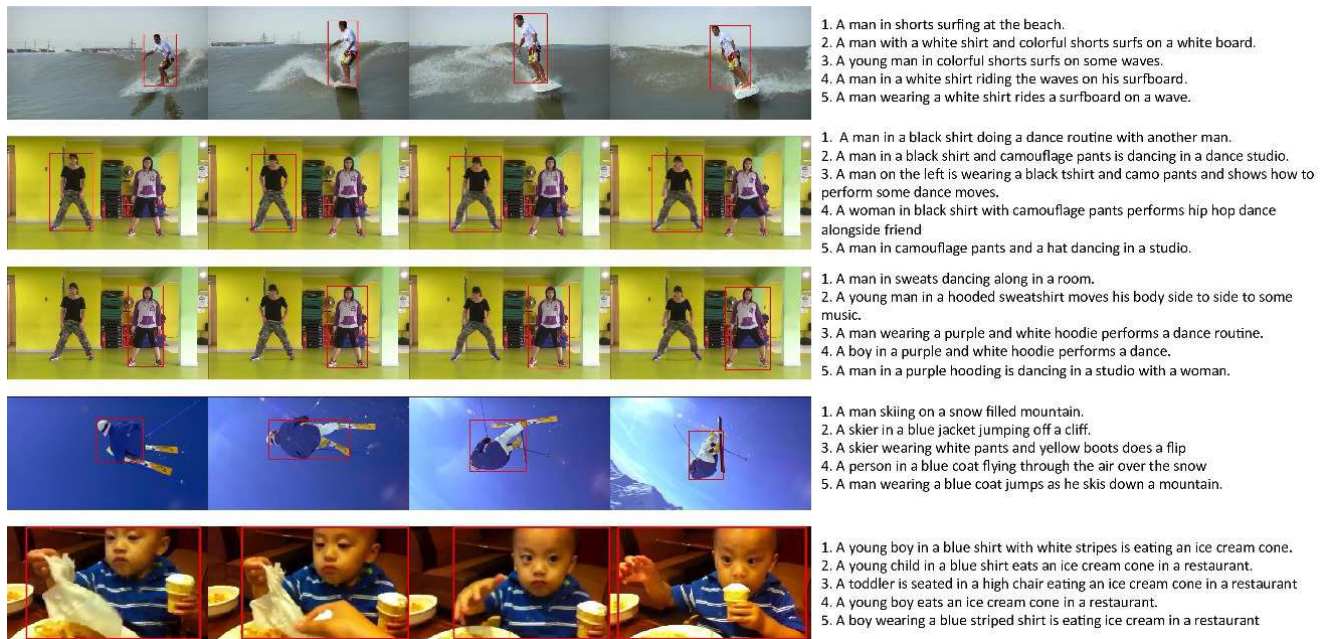 1. A man in shorts surfing at the beach.
2. A man with a white shirt and colorful shorts surfs on a white board.
3. A young man in colorful shorts surfs on some waves.
4. A man in a white shirt riding the waves on his surfboard.
5. A man wearing a white shirt rides a surfboard on a wave.
1. A man in a black shirt doing a dance routine with another man.
2. A man in a black shirt and camouflage pants is dancing in a dance studio.
3. A man on the left is wearing a black tshirt and camo pants and shows how to
perform some dance moves.
4. A woman in black shirt with camouflage pants performs hip hop dance
alongside friend
5. A man in camouflage pants and a hat dancing in a studio.
1. A man in sweats dancing along in a room.
2. A young man in a hooded sweatshirt moves his body side to side to some
music.
3. A man wearing a purple and white hoodie performs a dance routine.
4. A boy in a purple and white hoodie performs a dance.
5. A man in a purple hooding is dancing in a studio with a woman.
1. A man skiing on a snow filled mountain.
2. A skier in a blue jacket jumping off a cliff.
3. A skier wearing white pants and yellow boots does a flip
4. A person in a blue coat flying through the air over the snow
5. A man wearing a blue coat jumps as he skis down a mountain.
1. A young boy in a blue shirt with white stripes is eating an ice cream cone.
2. A young child in a blue shirt eats an ice cream cone in a restaurant.
3. A toddler is seated in a high chair eating an ice cream cone in a restaurant
4. A young boy eats an ice cream cone in a restaurant.
5. A boy wearing a blue striped shirt is eating ice cream in a restaurant